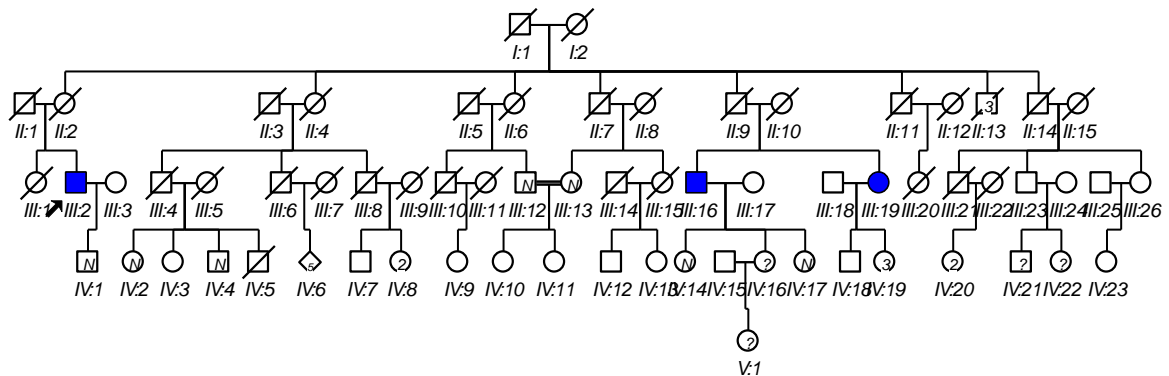 I:1 I:2
3
II:1 II:2 II:3 II:4 II:5 II:6 II:7 II:8 II:9 II:10 II:11 II:12 II:13 II:14 II:15
N N
III:1 III:2 III:3 III:4 III:5 III:6 III:7 III:8 III:9 III:10 III:11 III:12 III:13 III:14 III:15 III:16 III:17 III:18 III:19 III:20 III:21 III:22 III:23 III:24 III:25 III:26
N N N 5 2 N ? N 3 2 ? ?
IV:1 IV:2 IV:3 IV:4 IV:5 IV:6 IV:7 IV:8 IV:9 IV:10 IV:11 IV:12 IV:13 IV:14 IV:15 IV:16 IV:17 IV:18 IV:19 IV:20 IV:21 IV:22 IV:23
?
V:1